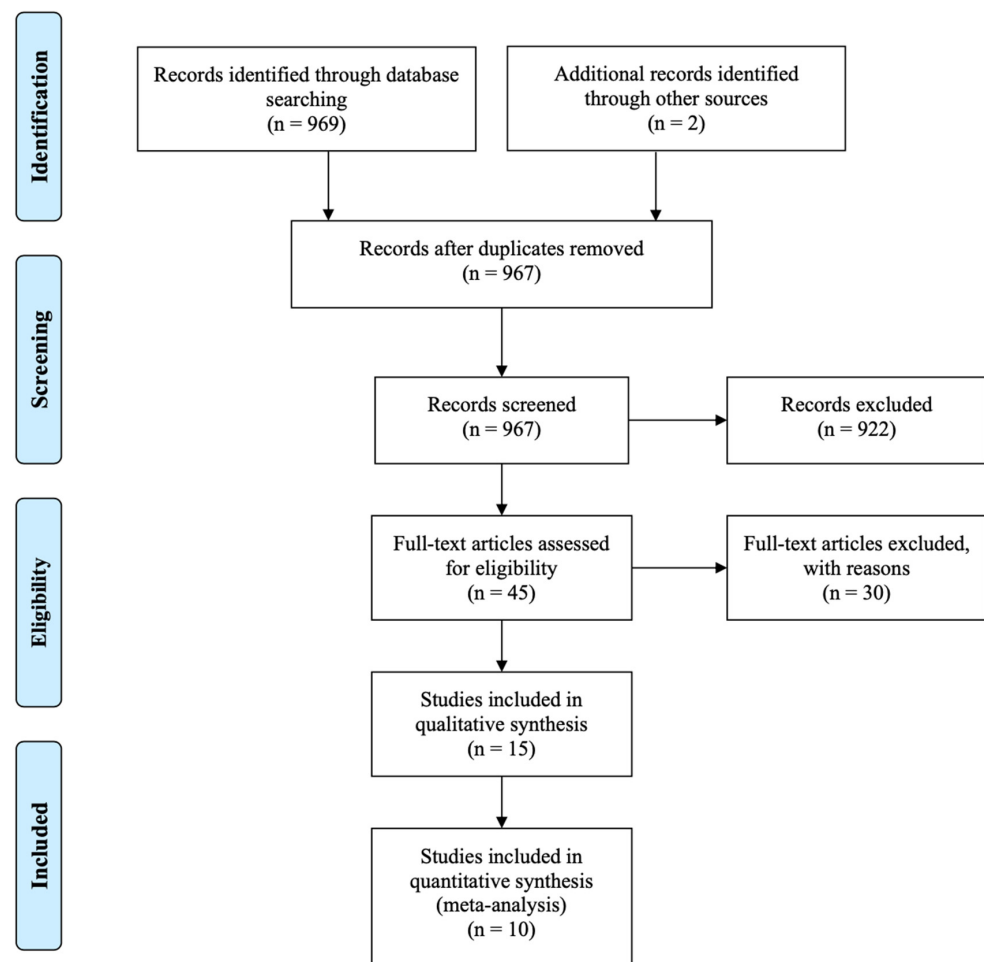 Identification
Records identified through database
searching
(n = 969)
Additional records identified
through other sources
(n = 2)
Records after duplicates removed
(n = 967)
Screening
Records screened
(n = 967)
Records excluded
(n = 922)
Eligibility
Full-text articles assessed
for eligibility
(n = 45)
Full-text articles excluded,
with reasons
(n = 30)
Studies included in
qualitative synthesis
(n = 15)
Included
Studies included in
quantitative synthesis
(meta-analysis)
(n = 10)